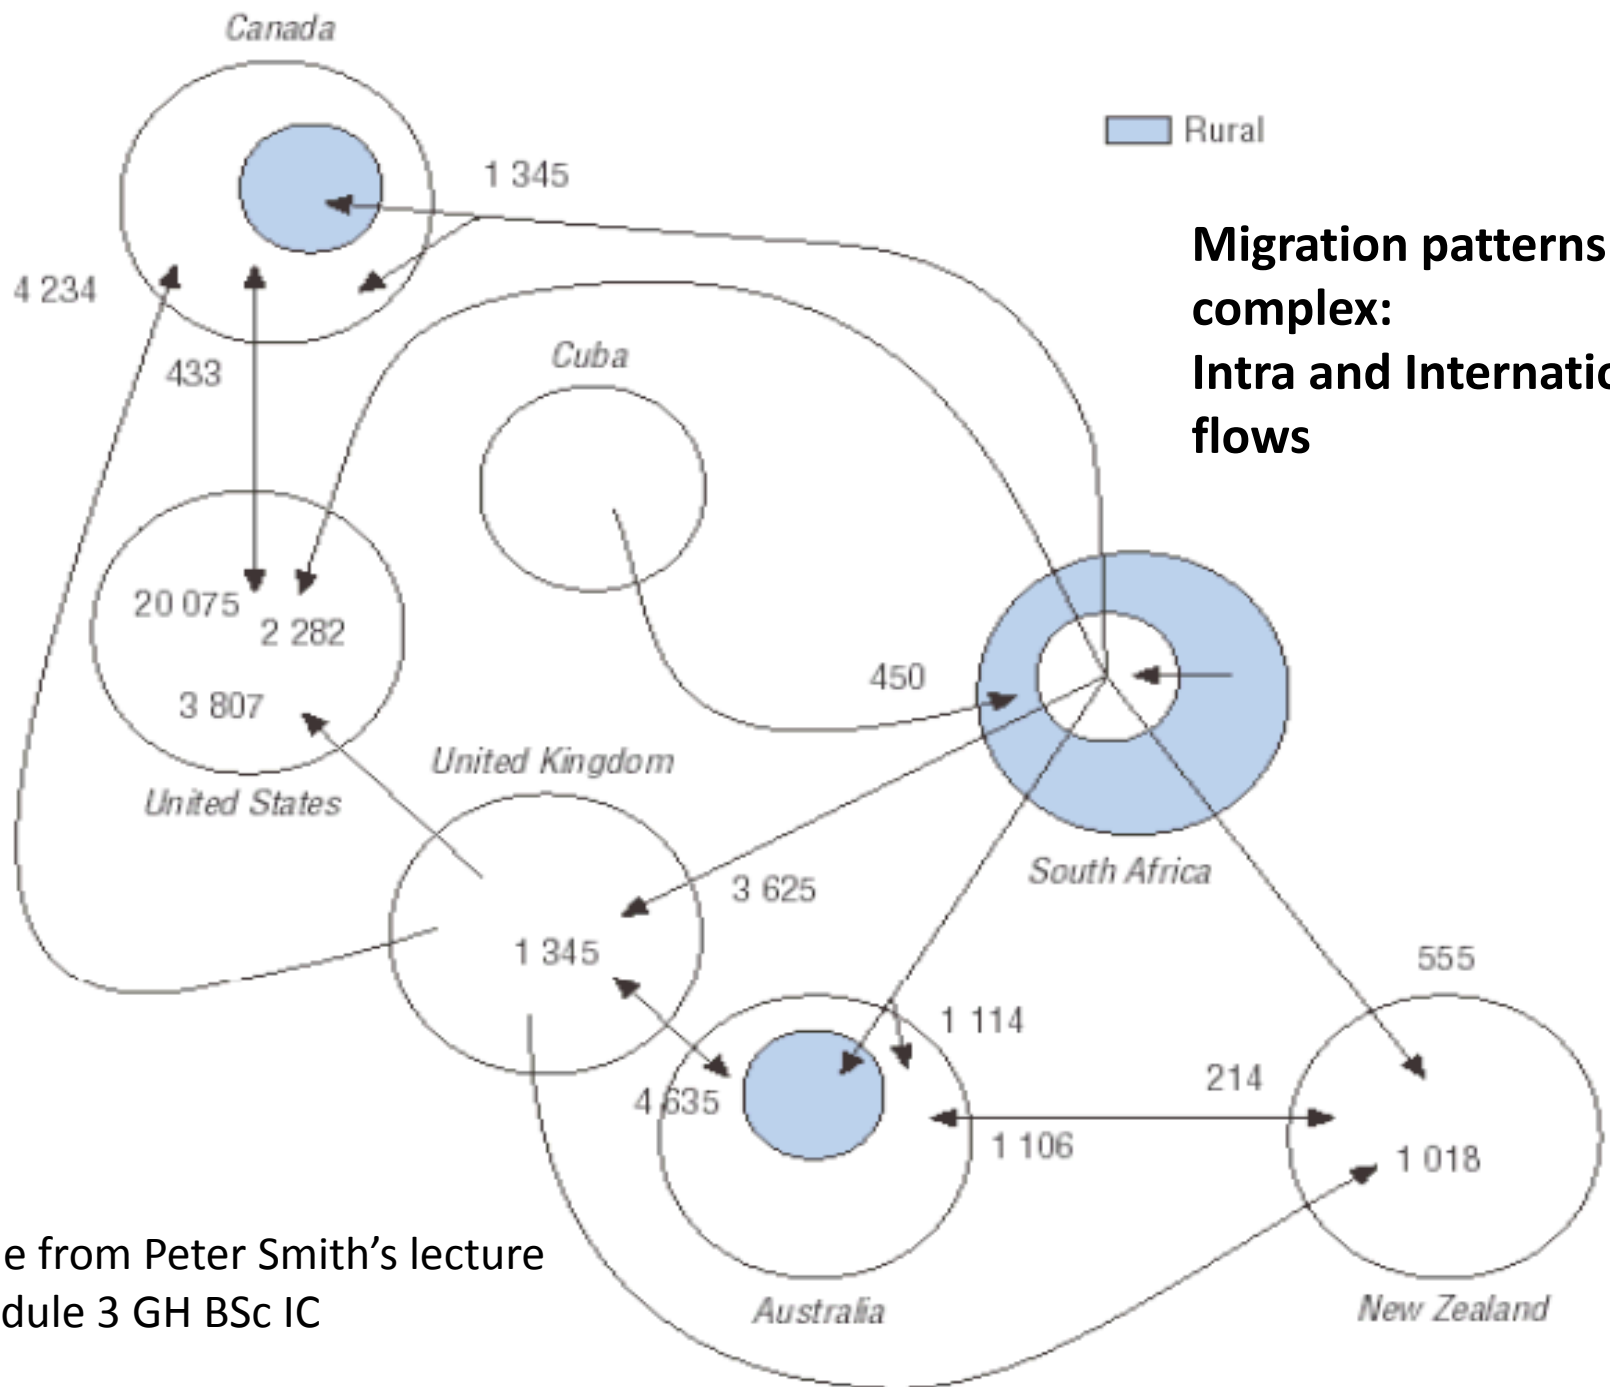 Canada
Rural
1 345
Migration patterns
complex:
Intra and Internatio
flows
4 234
433
Cuba
20 075
2 282
3 807
450
United Kingdom
United States
South Africa
3 625
1 345
555
1 114
214
4 635
1 106
1 018
e from Peter Smith’s lecture
dule 3 GH BSc IC
Australia
New Zealand